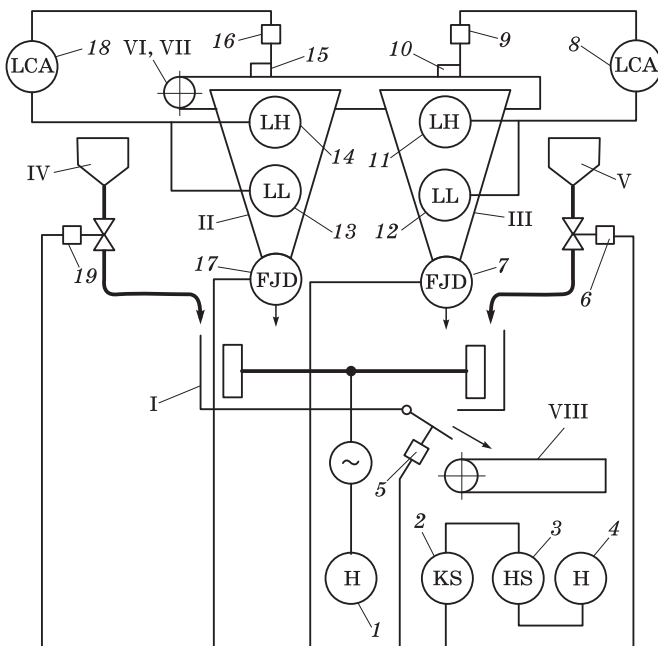 18 VI, VII 16 15 10 9 8
LCA LCA
LH LH
14 11
IV V
LL LL
II 13 12 III
19 17 FJD FJD 7 6
I VIII
~ 5
2 3 4
H KS HS H
1